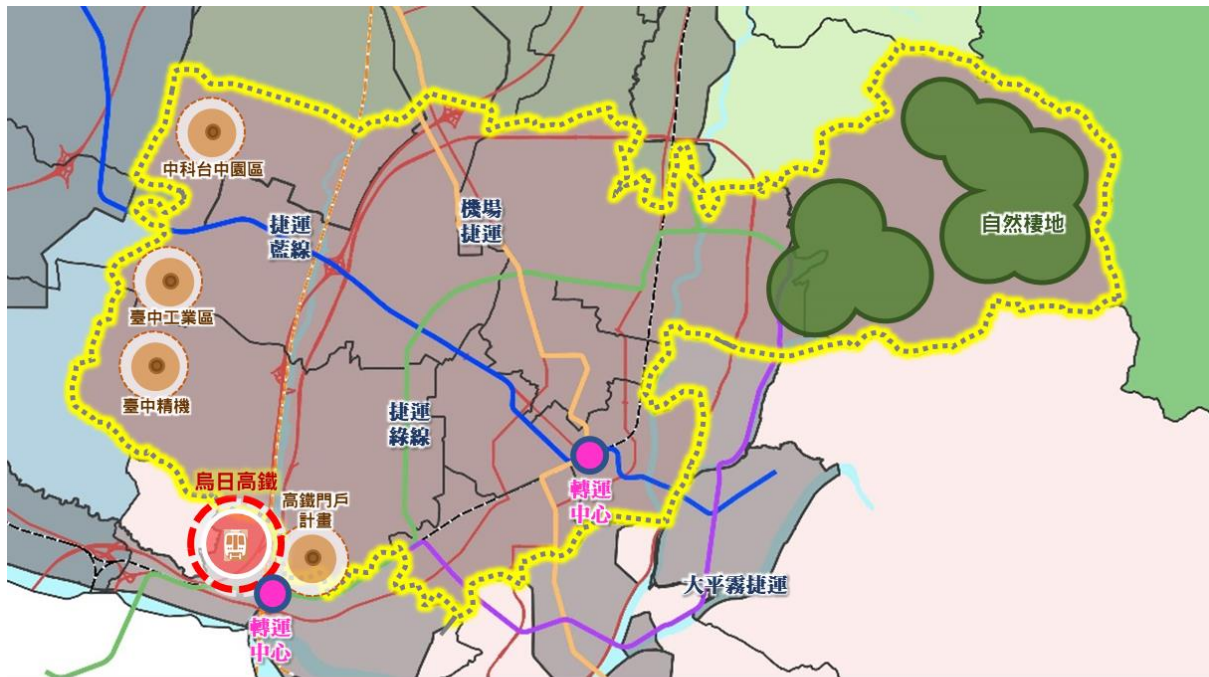 中科台中園區
捷運
藍線
機場
捷運
自然棲地
臺中工業區
臺中精機
捷運
綠線
烏日高鐵
高鐵門戶
計畫
轉運
中心
大平霧捷運
轉運
中心